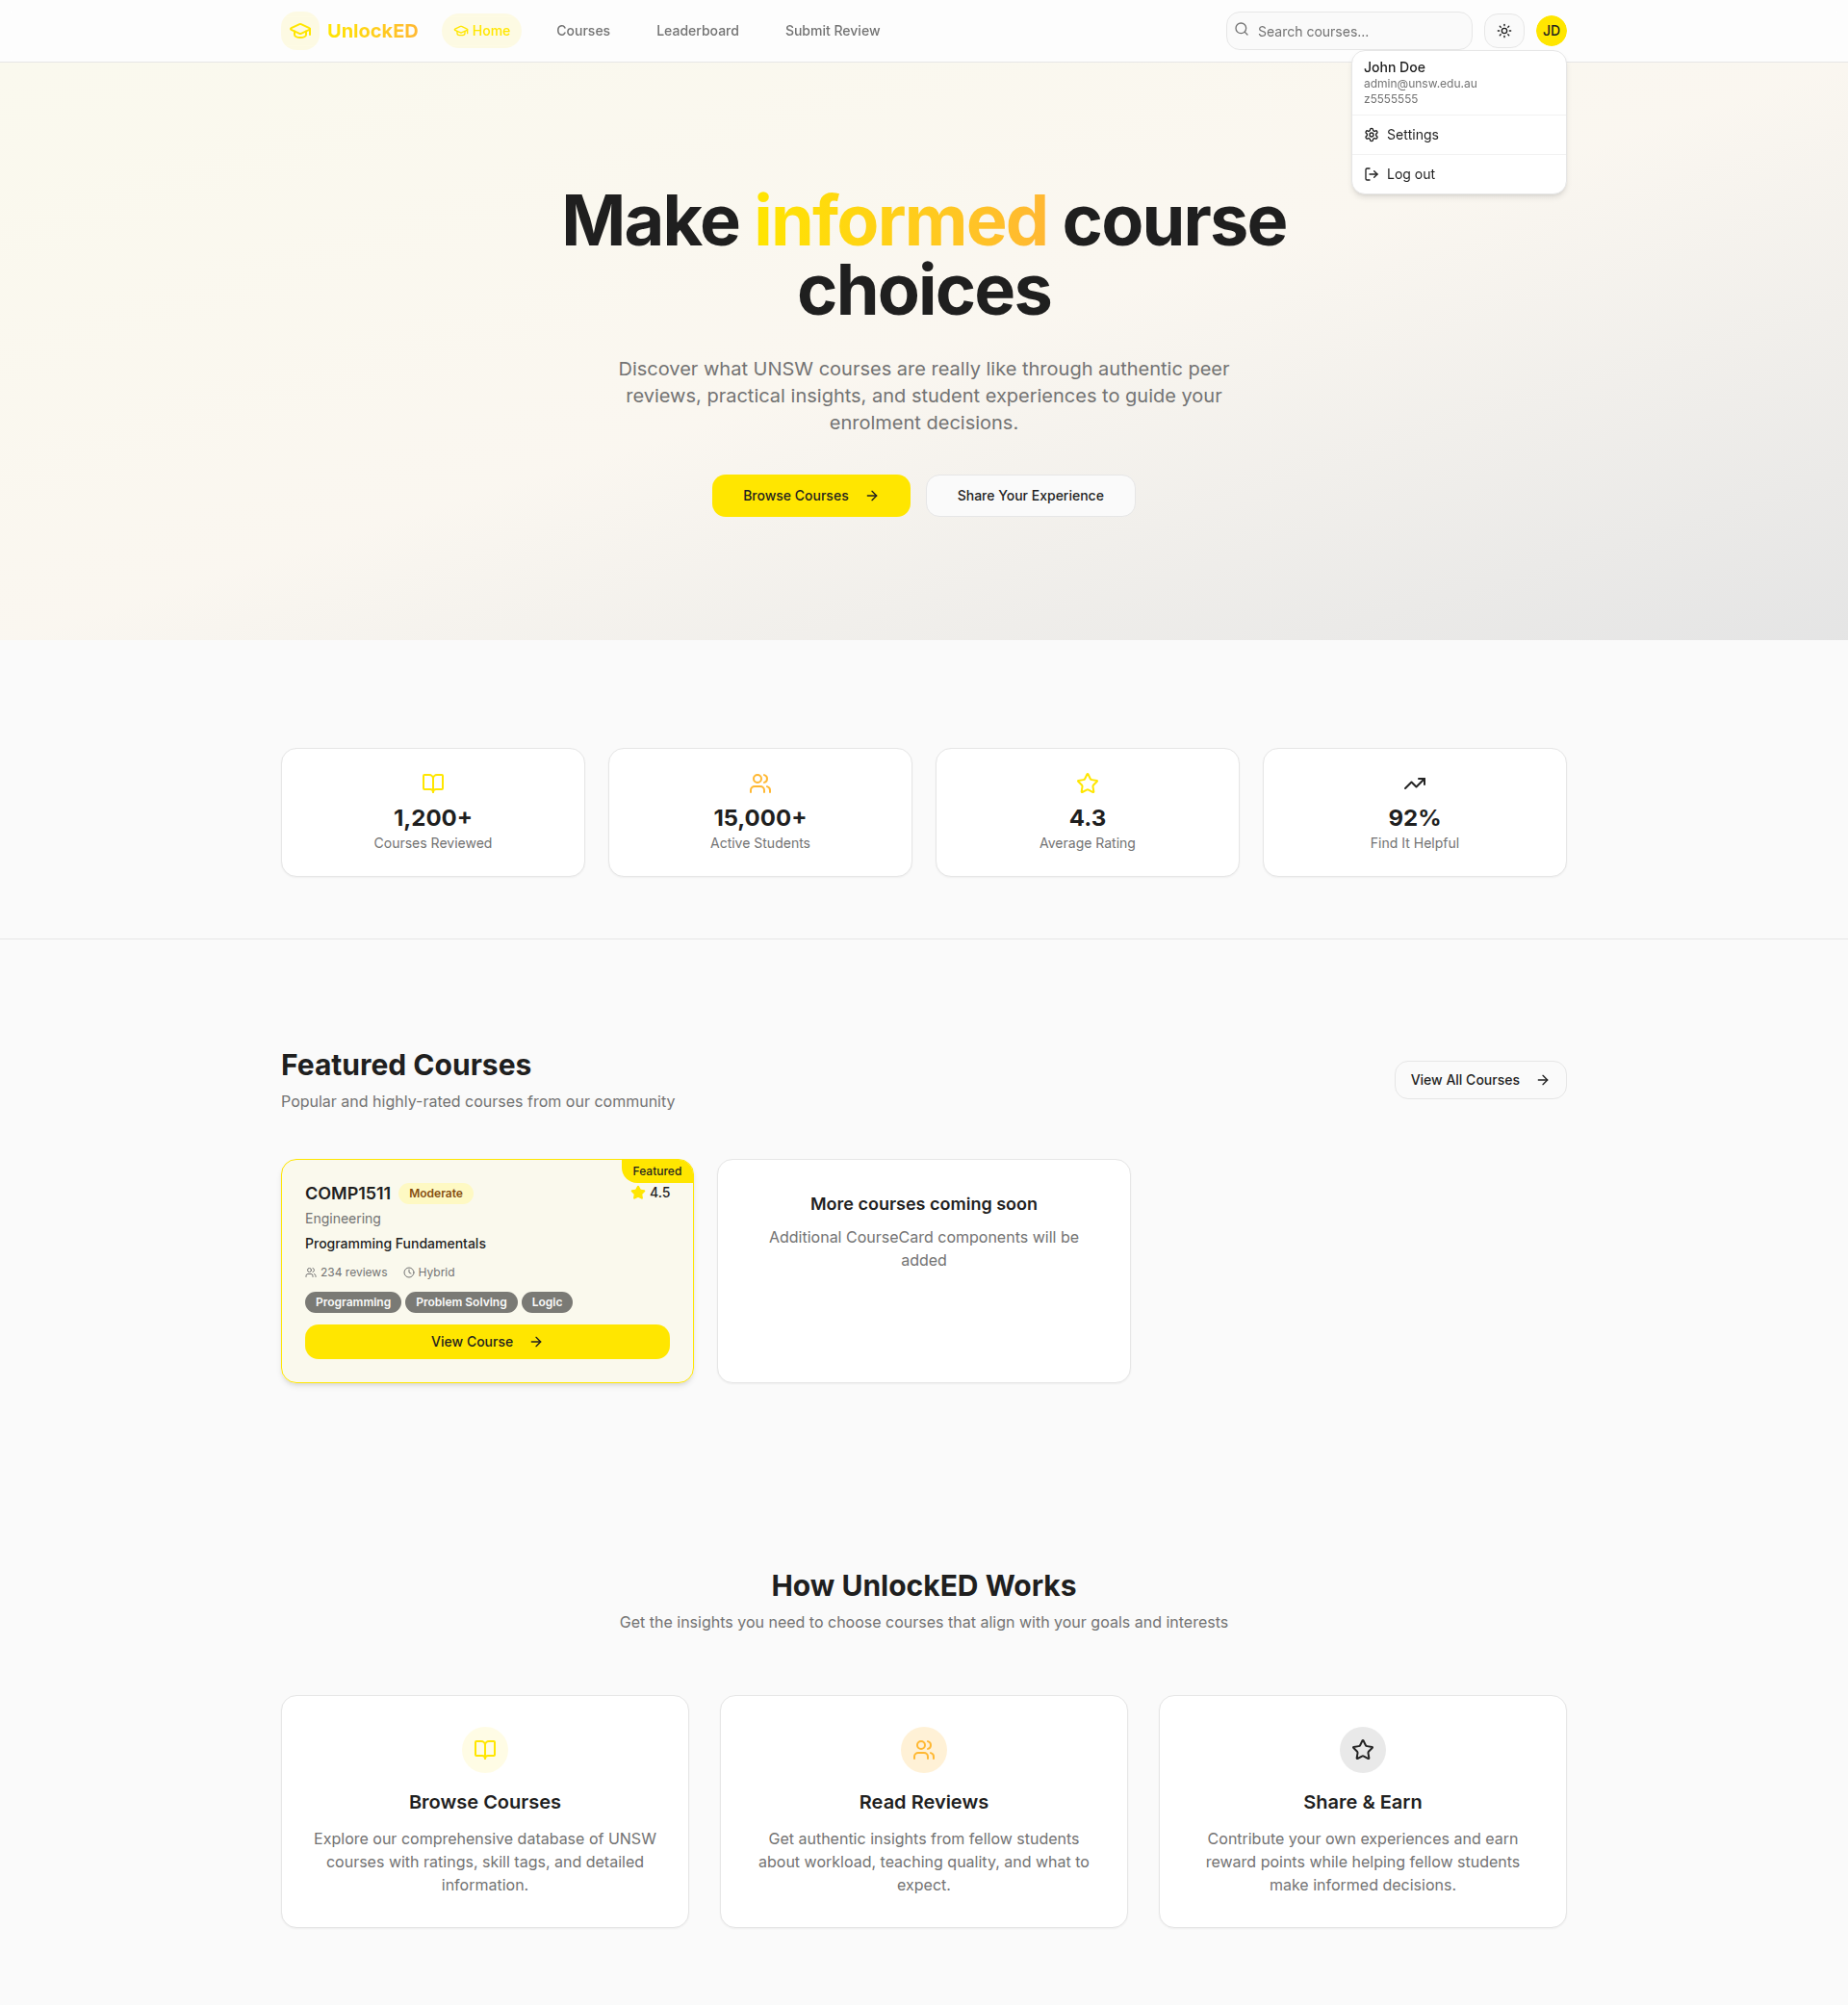 UnlockED
Home
Courses
Leaderboard
Submit Review
Search courses...
JD
John Doe
admin@unsw.edu.au
z5555555
Settings
Log out
Make informed course
choices
Discover what UNSW courses are really like through authentic peer
reviews, practical insights, and student experiences to guide your
enrolment decisions.
Browse Courses
Share Your Experience
1,200+
Courses Reviewed
15,000+
Active Students
4.3
Average Rating
92%
Find It Helpful
Featured Courses
Popular and highly-rated courses from our community
View All Courses
Featured
COMP1511
Moderate
4.5
Engineering
Programming Fundamentals
234 reviews
Hybrid
Programming
Problem Solving
Logic
View Course
More courses coming soon
Additional CourseCard components will be
added
How UnlockED Works
Get the insights you need to choose courses that align with your goals and interests
Browse Courses
Explore our comprehensive database of UNSW
courses with ratings, skill tags, and detailed
information.
Read Reviews
Get authentic insights from fellow students
about workload, teaching quality, and what to
expect.
Share & Earn
Contribute your own experiences and earn
reward points while helping fellow students
make informed decisions.